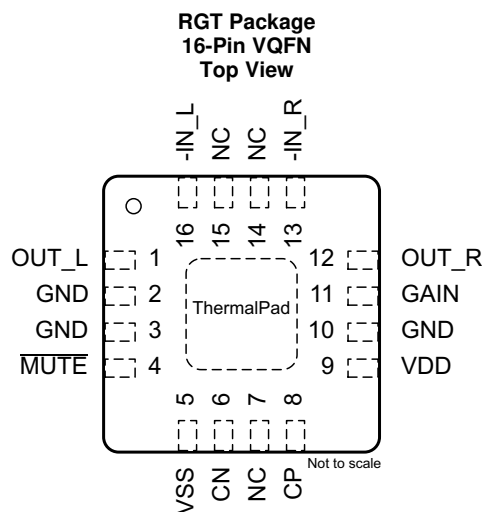 RGT Package
16-Pin VQFN
Top View
-IN_L
NC
NC
-IN_R
16
15
14
13
OUT_L 1
12 OUT_R
GND 2
11 GAIN
ThermalPad
GND 3
10 GND
MUTE 4
9 VDD
5
6
7
8
VSS
CN
NC
CP
Not to scale